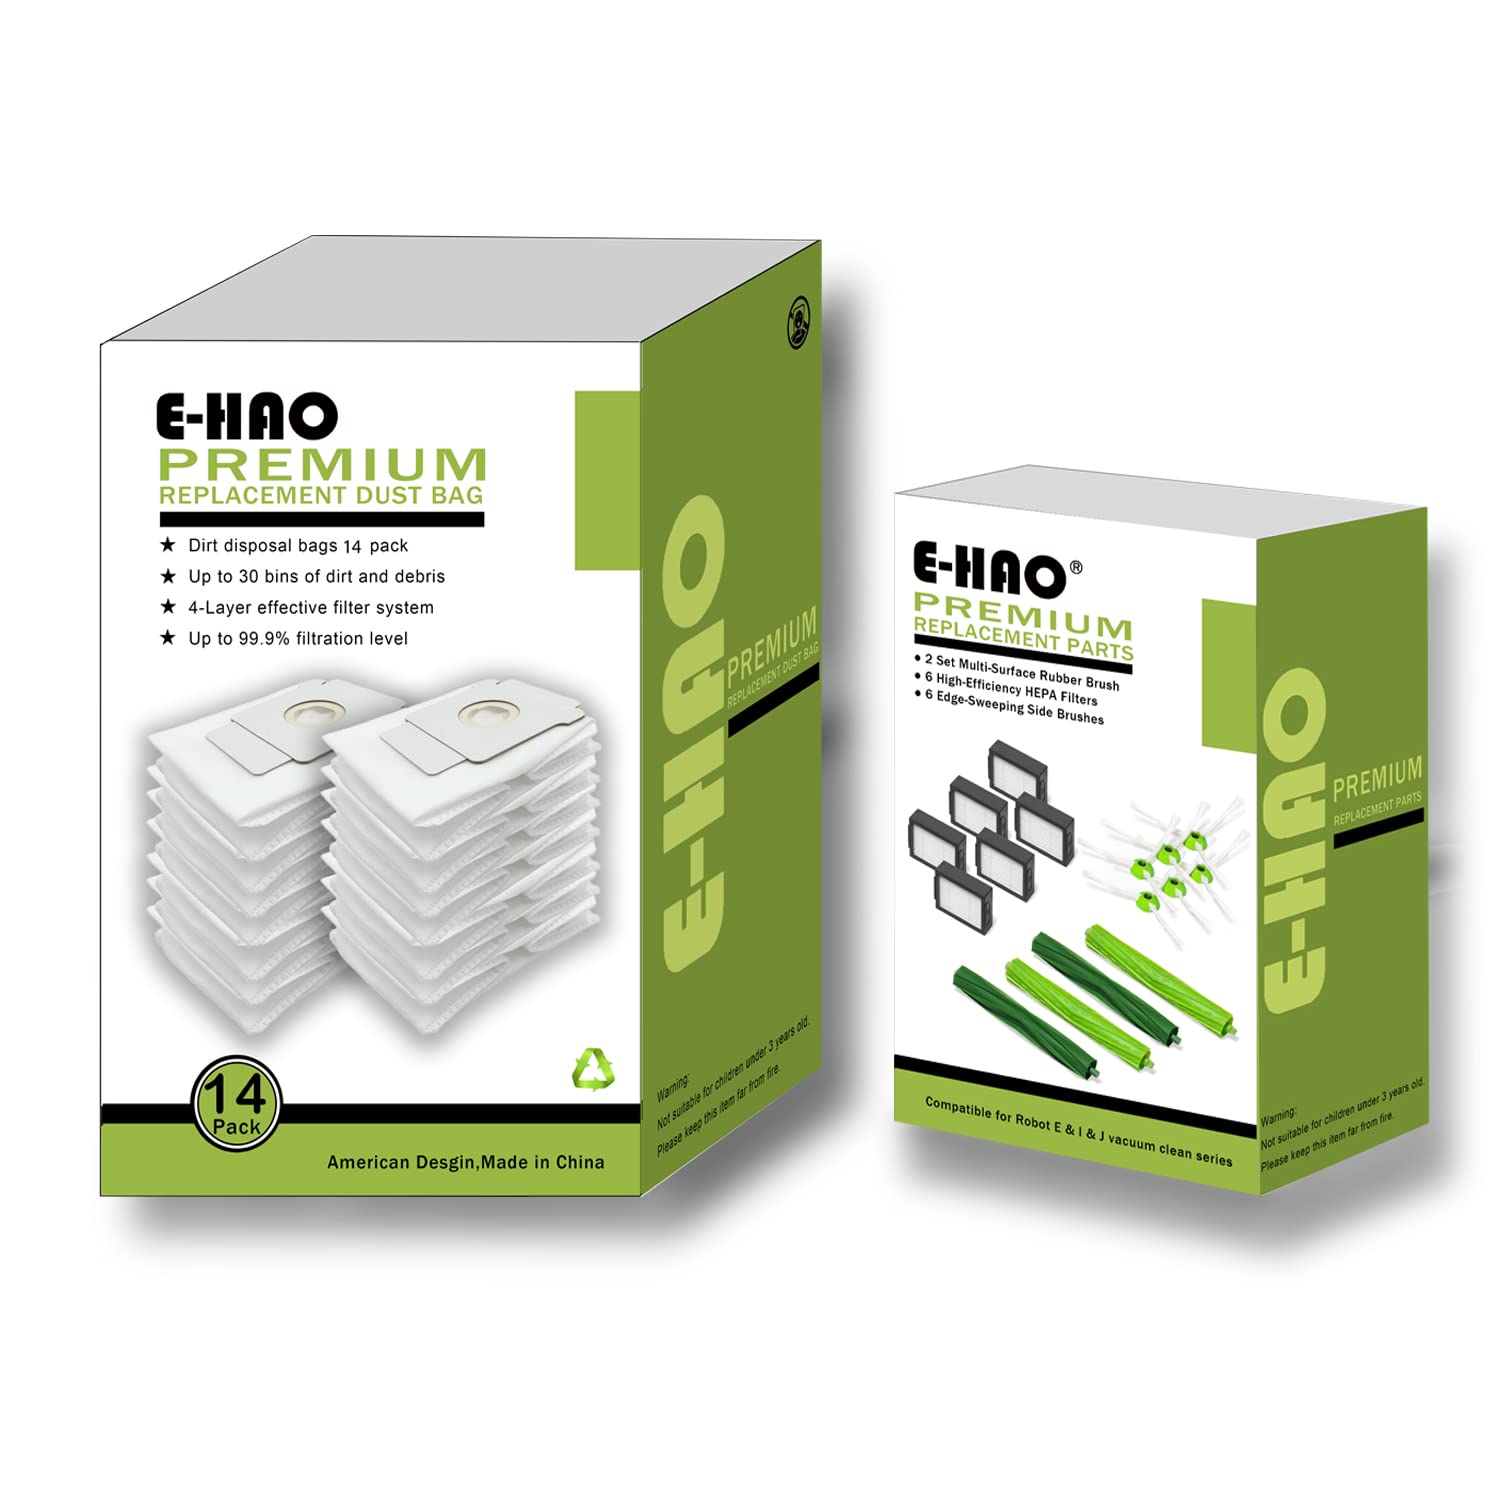 E-HAO
PREMIUM
REPLACEMENT DUST BAG
★ Dirt disposal bags 14 pack
★ Up to 30 bins of dirt and debris
★ 4-Layer effective filter system
★ Up to 99.9% filtration level
14
Pack
American Desgin,Made in China
E-HAO
PREMIUM
REPLACEMENT DUST BAG
Warning:
Not suitable for children under 3 years old.
Please keep this item far from fire.
E-HAO®
PREMIUM
REPLACEMENT PARTS
• 2 Set Multi-Surface Rubber Brush
• 6 High-Efficiency HEPA Filters
• 6 Edge-Sweeping Side Brushes
Compatible for Robot E & I & J vacuum clean series
E-HAO
PREMIUM
REPLACEMENT PARTS
Warning:
Not suitable for children under 3 years old.
Please keep this item far from fire.